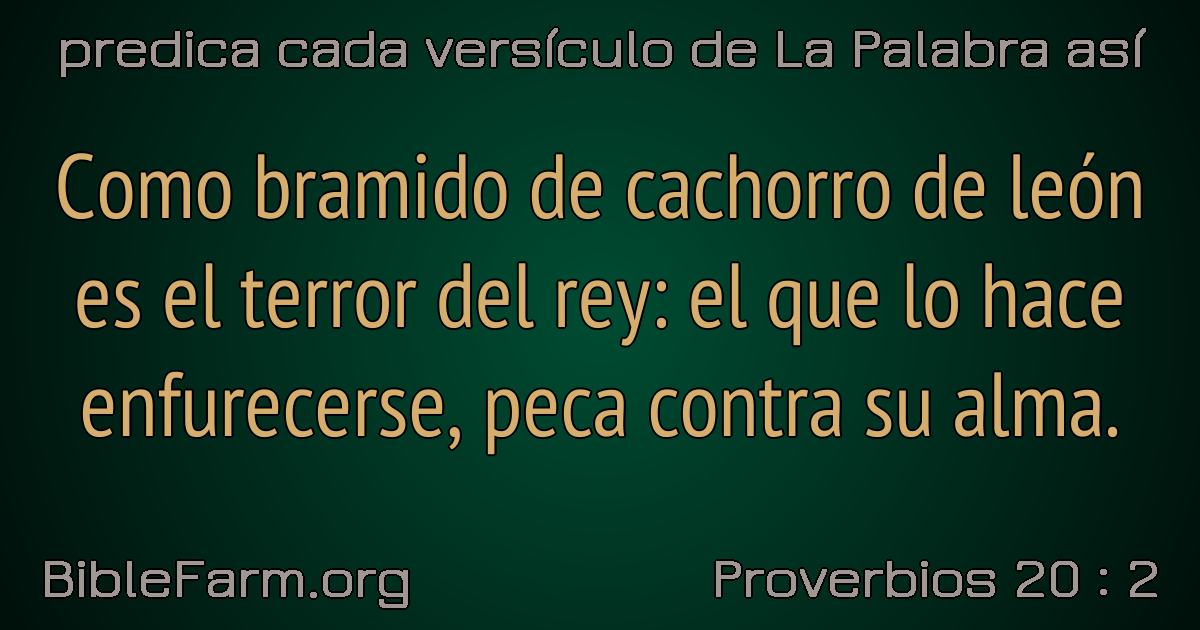 predica cada versículo de La Palabra así
Como bramido de cachorro de león
es el terror del rey: el que lo hace
enfurecerse, peca contra su alma.
BibleFarm.org
Proverbios 20 : 2